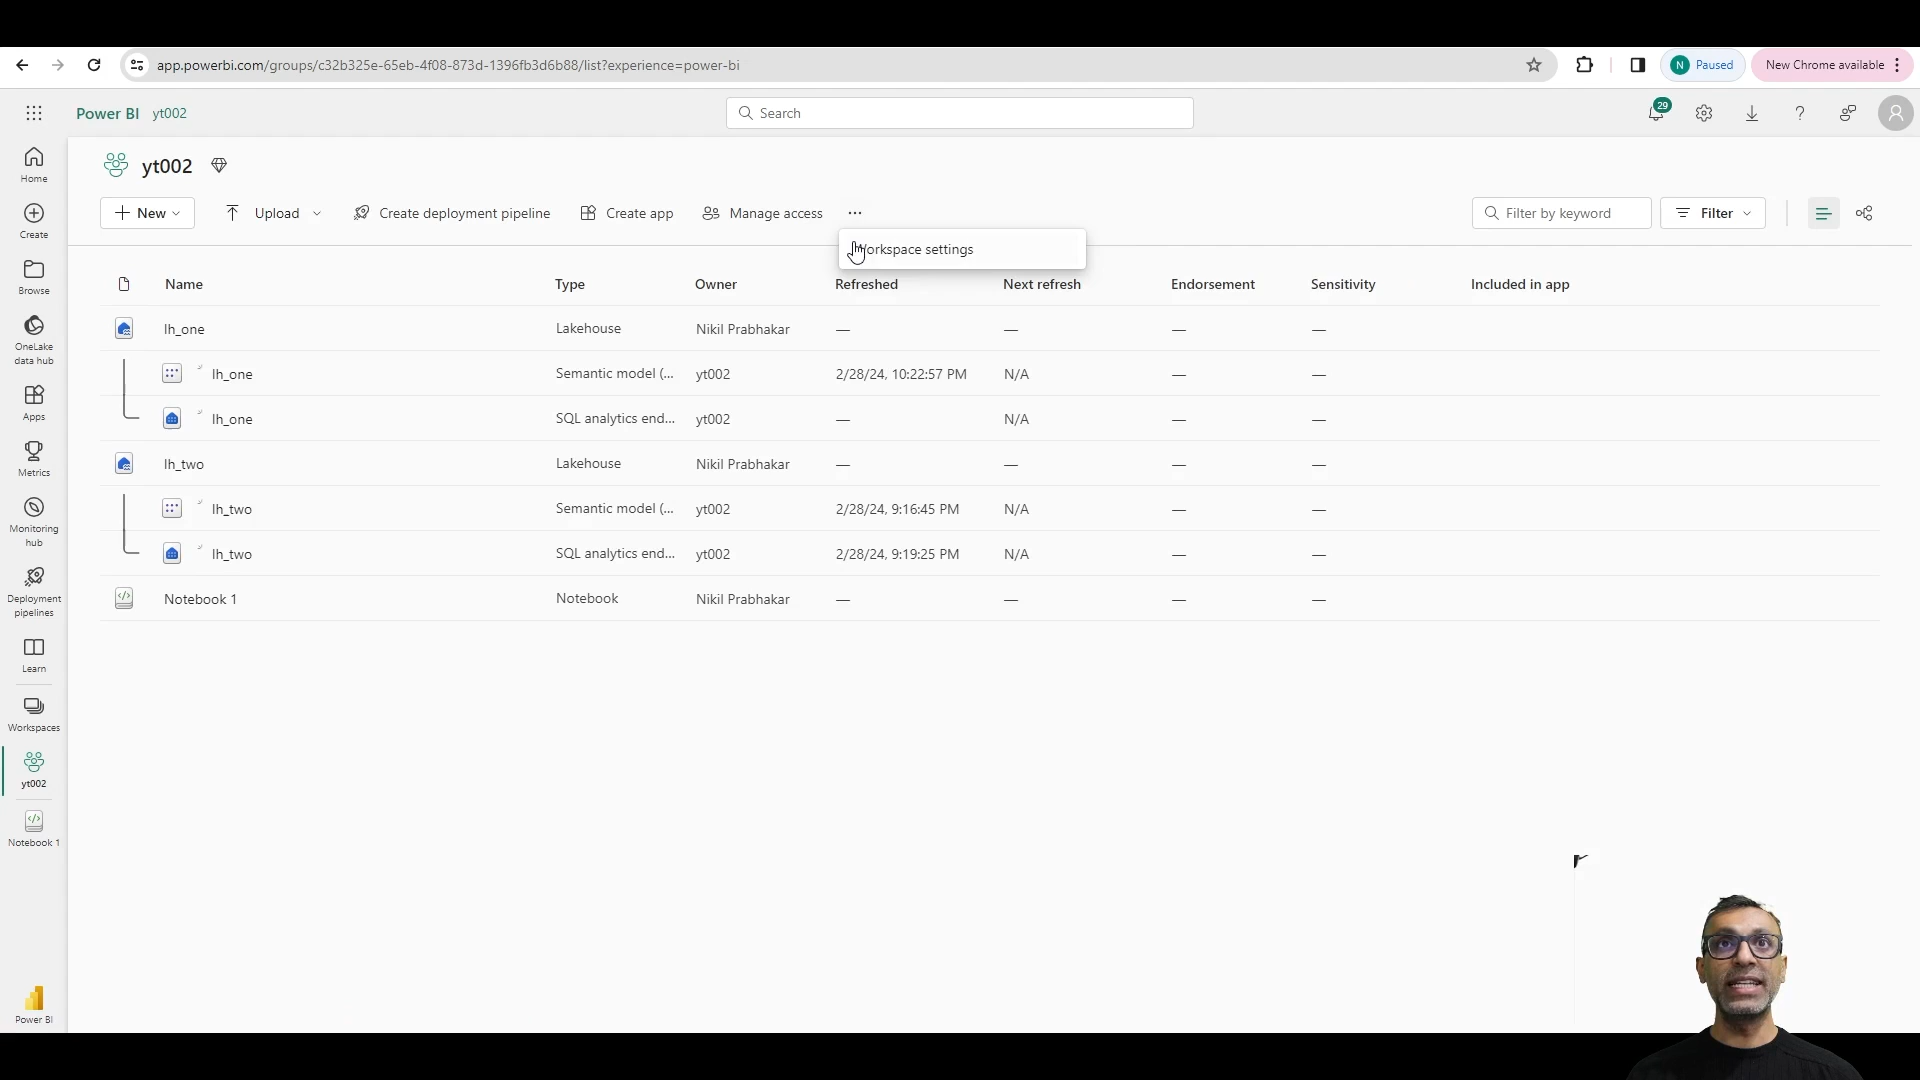 app.powerbi.com/groups/c32b325e-65eb-4f08-873d-1396fb3d6b88/list?experience=power-bi
N Paused
New Chrome available
Power BI yt002
Search
29
Home
Create
Browse
OneLake
data hub
Apps
Metrics
Monitoring
hub
Deployment
pipelines
Learn
Workspaces
yt002
Notebook 1
Power BI
yt002
New Upload Create deployment pipeline Create app Manage access ...
Filter by keyword Filter
settings
Name Type Owner Refreshed Next refresh Endorsement Sensitivity Included in app
lh_one Lakehouse Nikil Prabhakar — — — —
lh_one Semantic model (... yt002 2/28/24, 10:22:57 PM N/A — —
lh_one SQL analytics end... yt002 — N/A — —
lh_two Lakehouse Nikil Prabhakar — — — —
lh_two Semantic model (... yt002 2/28/24, 9:16:45 PM N/A — —
lh_two SQL analytics end... yt002 2/28/24, 9:19:25 PM N/A — —
Notebook 1 Notebook Nikil Prabhakar — — — —